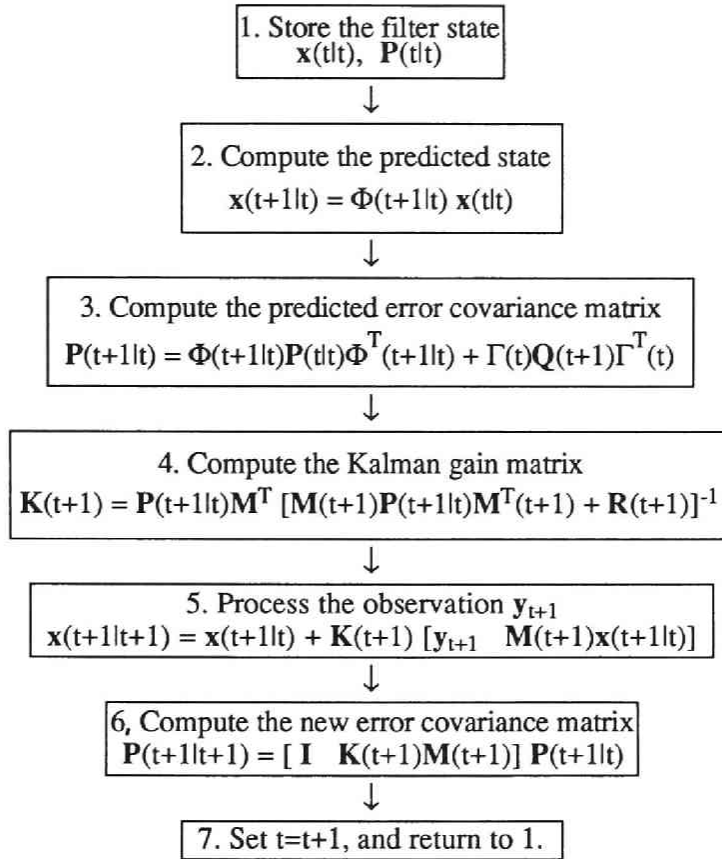 1. Store the filter state
x(t|t), P(t|t)
↓
2. Compute the predicted state
x(t+1|t) = Φ(t+1|t) x(t|t)
↓
3. Compute the predicted error covariance matrix
P(t+1|t) = Φ(t+1|t)P(t|t)Φ^T(t+1|t) + Γ(t)Q(t+1)Γ^T(t)
↓
4. Compute the Kalman gain matrix
K(t+1) = P(t+1|t)M^T [M(t+1)P(t+1|t)M^T(t+1) + R(t+1)]^-1
↓
5. Process the observation y_t+1
x(t+1|t+1) = x(t+1|t) + K(t+1) [y_t+1 M(t+1)x(t+1|t)]
↓
6, Compute the new error covariance matrix
P(t+1|t+1) = [ I K(t+1)M(t+1)] P(t+1|t)
↓
7. Set t=t+1, and return to 1.